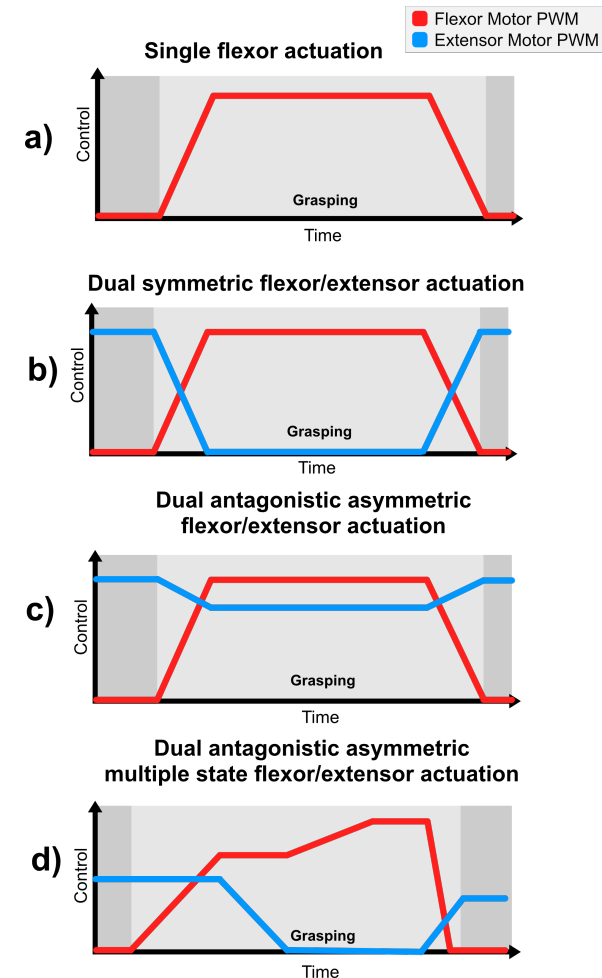 Flexor Motor PWM
Extensor Motor PWM
Single flexor actuation
a)
Control
Grasping
Time
Dual symmetric flexor/extensor actuation
b)
Control
Grasping
Time
Dual antagonistic asymmetric
flexor/extensor actuation
c)
Control
Grasping
Time
Dual antagonistic asymmetric
multiple state flexor/extensor actuation
d)
Control
Grasping
Time